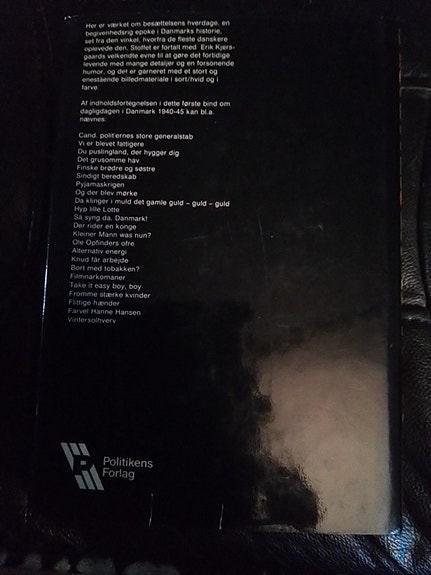 Her er værket om besættelsens hverdage, en
begivenhedsrig epoke i Danmarks historie,
set fra den vinkel, hvorfra de fleste danskere
oplevede den. Stoffet er fortalt med Erik Kjers-
gaards velkendte evne til at gøre det fortidige
levende med mange detaljer og en forsonende
humor, og det er garneret med et stort og
enestående billedmateriale i sort/hvid og i
farve.
Af indholdsfortegnelsen i dette første bind om
dagligdagen i Danmark 1940-45 kan bl.a.
nævnes:
Cand. polit'ernes store generalstab
Vi er blevet fattigere
Du puslingland, der hygger dig
Det grusomme hav
Finske brødre og søstre
Sindigt beredskab
Pyjamaskrigen
Og der blev mørke
Da klinger i muld det gamle guld – guld – guld
Hyp lille Lotte
Så syng da, Danmark!
Der rider en konge
Kleiner Mann was nun?
Ole Opfinders ofre
Alternativ energi
Knud får arbejde
Bort med tobakken?
Filmnarkomaner
Take it easy boy, boy
Fromme stærke kvinder
Flittige hænder
Farvel Hanne Hansen
Vintersolhverv
P
Politikens
Forlag